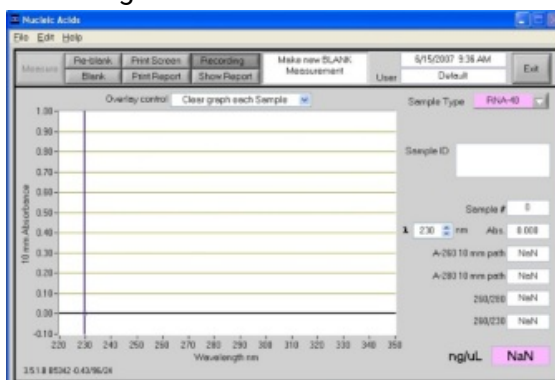 Nucleic Acids
File Edit Help
Measure Re-blank Print Screen Recording Make new BLANK Measurement 6/15/2007 9:36 AM Exit
Blank Print Report Show Report User Default
Overlay control Clear graph each Sample Sample Type RNA-40
Sample ID
Sample # 0
λ 230 nm Abs. 0.000
A-260 10 mm path NaN
A-280 10 mm path NaN
260/280 NaN
260/230 NaN
ng/uL NaN
10 mm Absorbance
1.00
0.90
0.80
0.70
0.60
0.50
0.40
0.30
0.20
0.10
0.00
-0.10
220 230 240 250 260 270 280 290 300 310 320 330 340 350
Wavelength nm